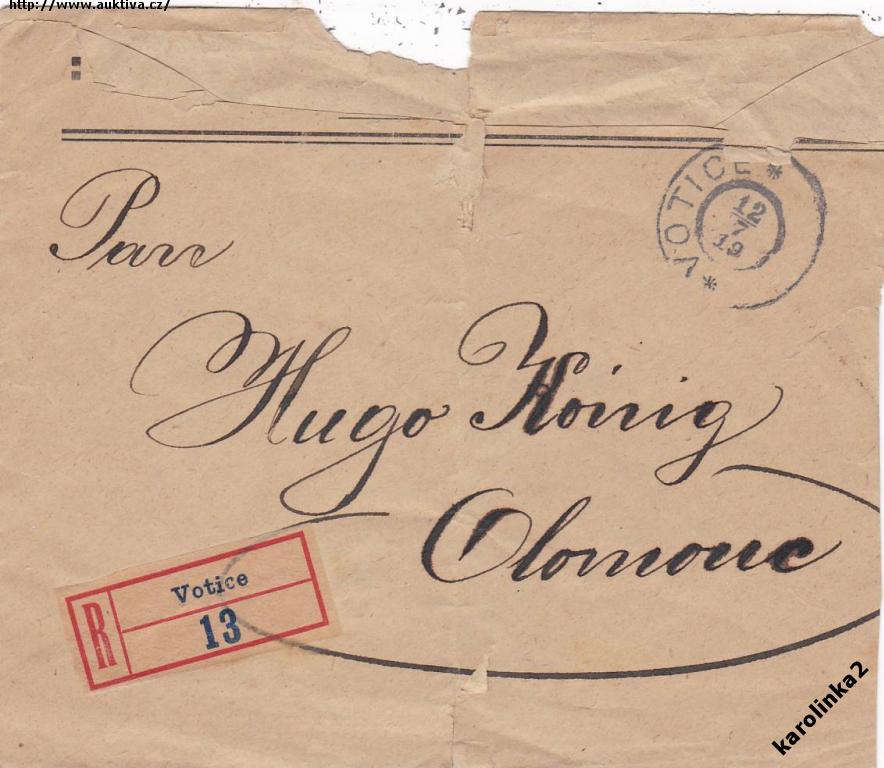 http://www.auktiva.cz/
* VOTICE *
12
7
19
Pan
Hugo König
Olomouc
R
Votice
13
karolinka2